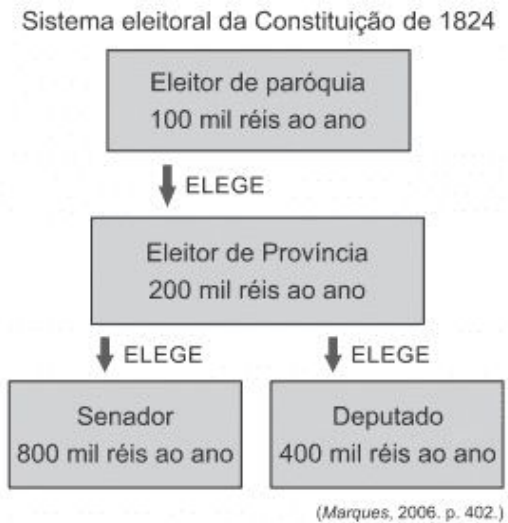 Sistema eleitoral da Constituição de 1824
Eleitor de paróquia
100 mil réis ao ano
ELEGE
Eleitor de Província
200 mil réis ao ano
ELEGE
ELEGE
Senador
800 mil réis ao ano
Deputado
400 mil réis ao ano
(Marques, 2006. p. 402.)